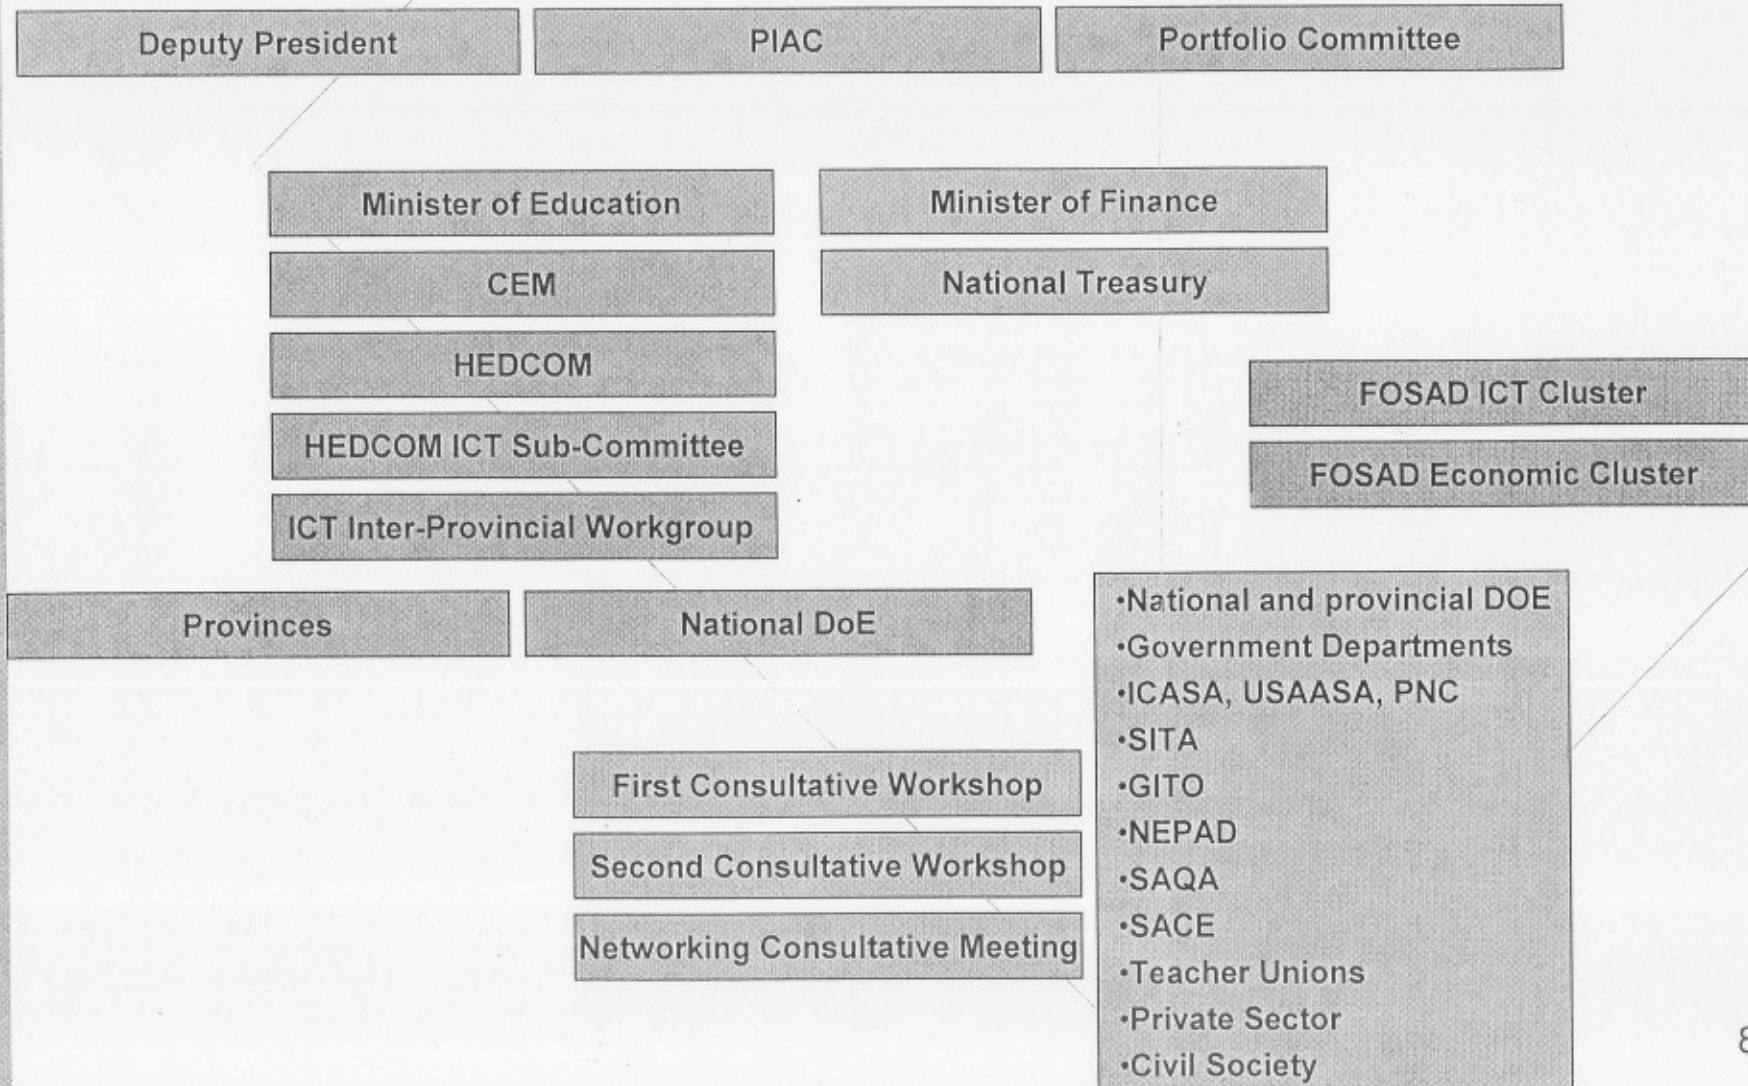 Deputy President
PIAC
Portfolio Committee
Minister of Education
Minister of Finance
CEM
National Treasury
HEDCOM
FOSAD ICT Cluster
HEDCOM ICT Sub-Committee
FOSAD Economic Cluster
ICT Inter-Provincial Workgroup
Provinces
National DoE
•National and provincial DOE
•Government Departments
•ICASA, USAASA, PNC
•SITA
•GITO
•NEPAD
•SAQA
•SACE
•Teacher Unions
•Private Sector
•Civil Society
First Consultative Workshop
Second Consultative Workshop
Networking Consultative Meeting
8